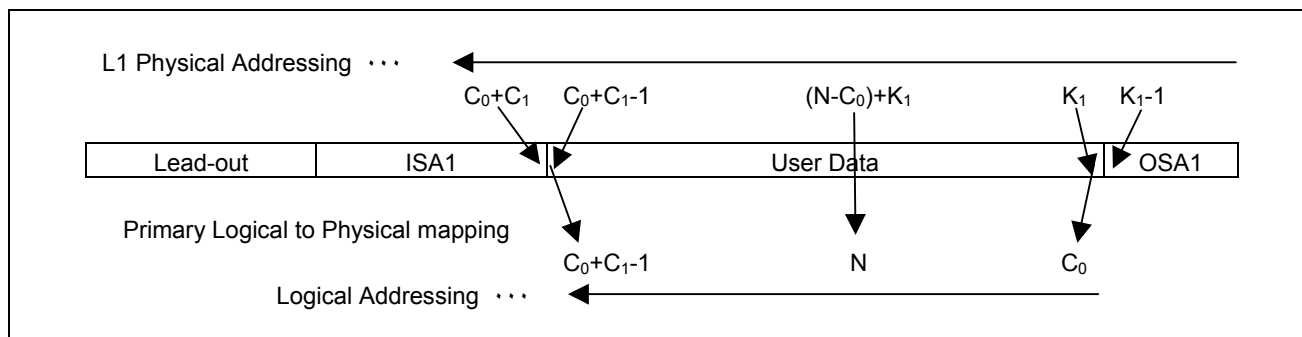 L1 Physical Addressing ...
C₀+C₁ C₀+C₁-1 (N-C₀)+K₁ K₁ K₁-1
Lead-out ISA1 User Data OSA1
Primary Logical to Physical mapping
C₀+C₁-1 N C₀
Logical Addressing ...